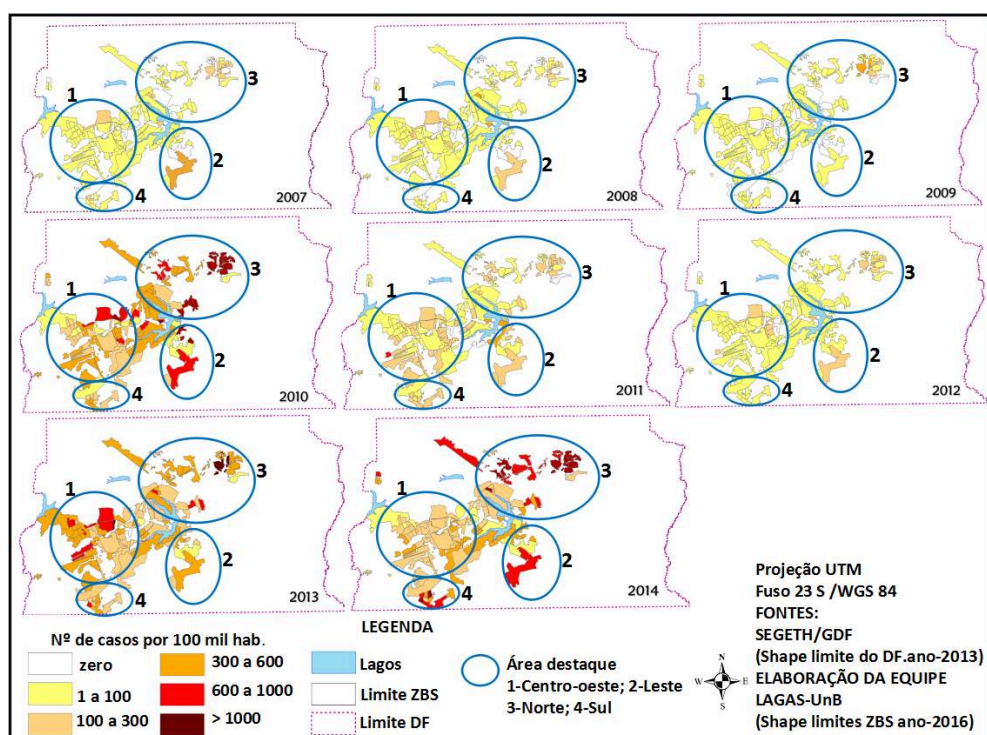 1
2
3
4
2007
1
2
3
4
2008
1
2
3
4
2009
1
2
3
4
2010
1
2
3
4
2011
1
2
3
4
2012
1
2
3
4
2013
1
2
3
4
2014
LEGENDA
Nº de casos por 100 mil hab.
zero
1 a 100
100 a 300
300 a 600
600 a 1000
> 1000
Lagos
Limite ZBS
Limite DF
Área destaque
1-Centro-oeste; 2-Leste
3-Norte; 4-Sul
N
W E
S
Projeção UTM
Fuso 23 S /WGS 84
FONTES:
SEGETH/GDF
(Shape limite do DF.ano-2013)
ELABORAÇÃO DA EQUIPE
LAGAS-UnB
(Shape limites ZBS ano-2016)